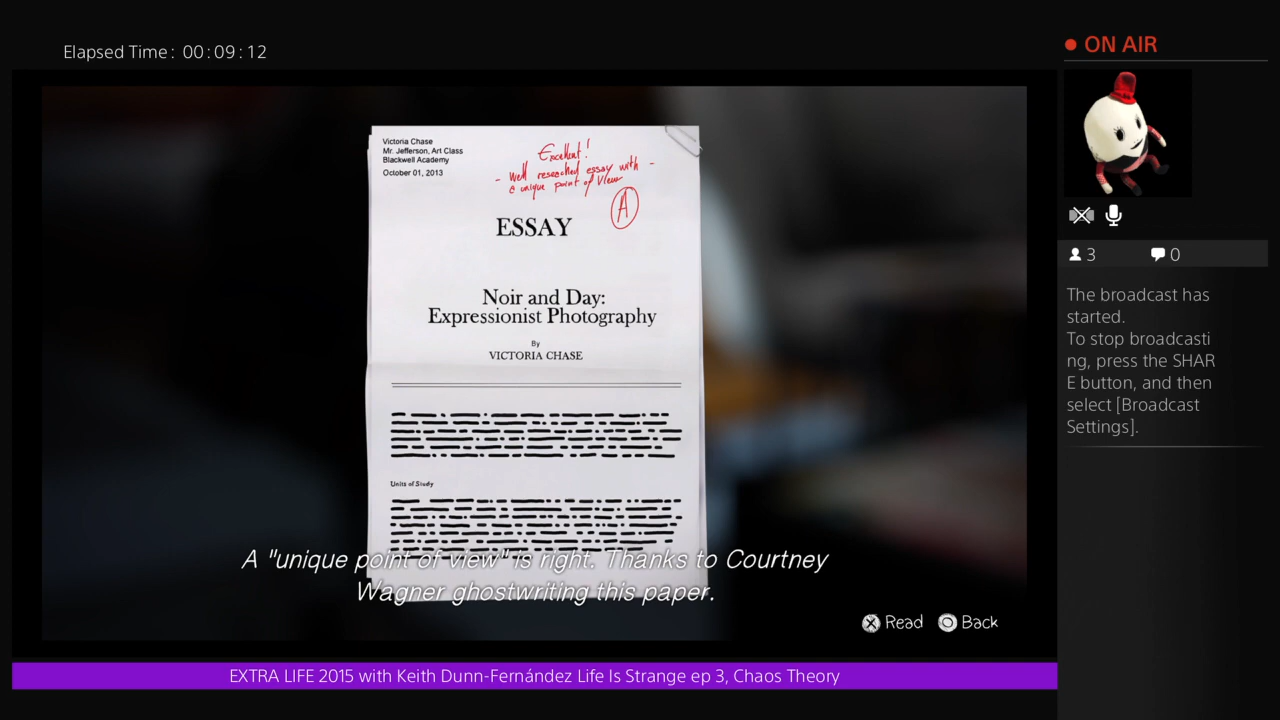 Elapsed Time: 00:09:12
ON AIR
Victoria Chase
Mr. Jefferson, Art Class
Blackwell Academy
October 01, 2013
Excellent!
- well researched essay with -
a unique point of view
A
ESSAY
Noir and Day:
Expressionist Photography
By
VICTORIA CHASE
Units of Study
A "unique point of view" is right. Thanks to Courtney
Wagner ghostwriting this paper.
Read
Back
3
0
The broadcast has
started.
To stop broadcasti
ng, press the SHAR
E button, and then
select [Broadcast
Settings].
EXTRA LIFE 2015 with Keith Dunn-Fernández Life Is Strange ep 3, Chaos Theory